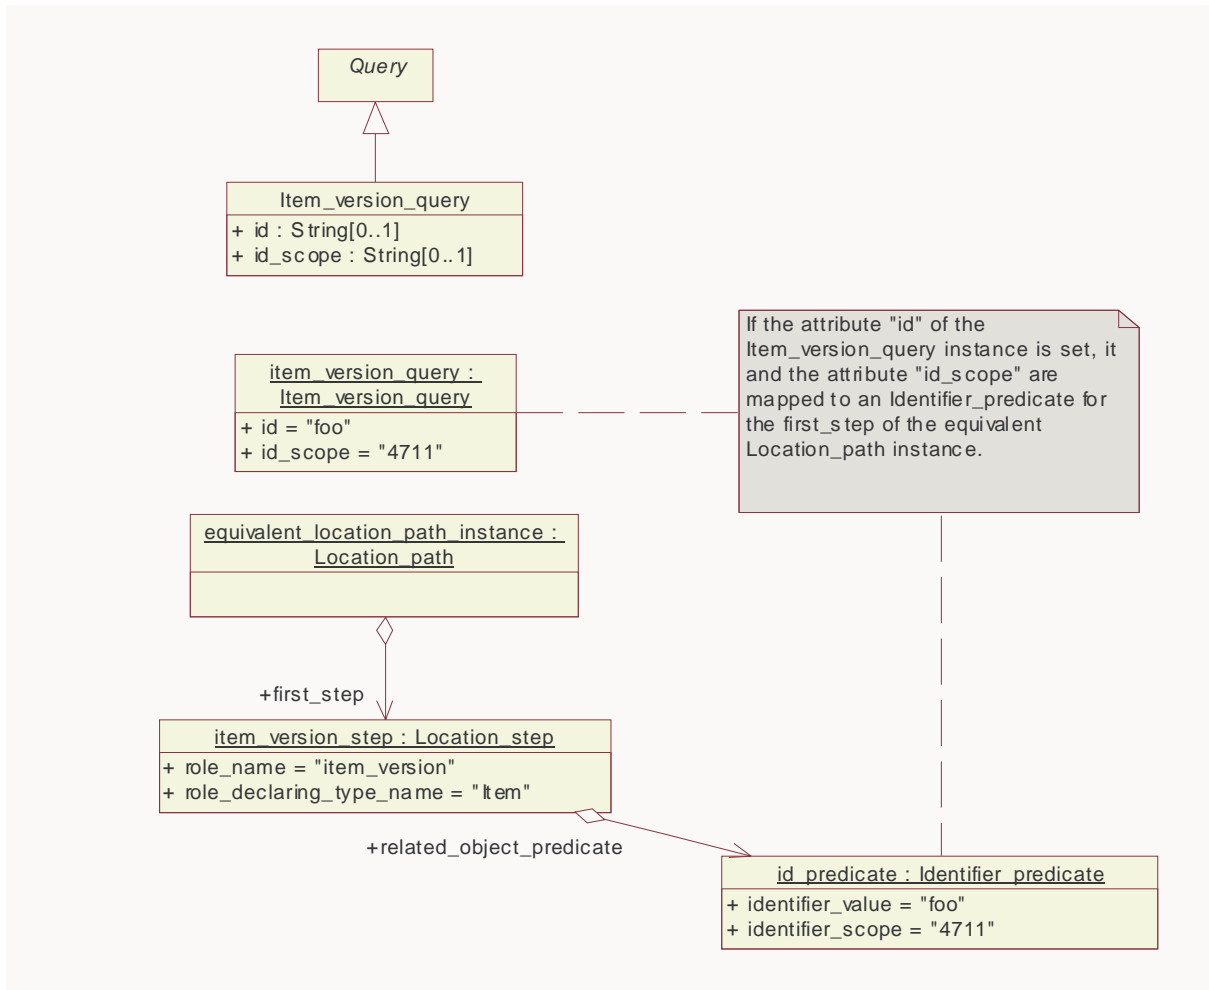 Query
Item_version_query
+ id : String[0..1]
+ id_scope : String[0..1]
item_version_query :
Item_version_query
+ id = "foo"
+ id_scope = "4711"
If the attribute "id" of the
Item_version_query instance is set, it
and the attribute "id_scope" are
mapped to an Identifier_predicate for
the first_step of the equivalent
Location_path instance.
equivalent_location_path_instance :
Location_path
+first_step
item_version_step : Location_step
+ role_name = "item_version"
+ role_declaring_type_name = "Item"
+related_object_predicate
id_predicate : Identifier_predicate
+ identifier_value = "foo"
+ identifier_scope = "4711"